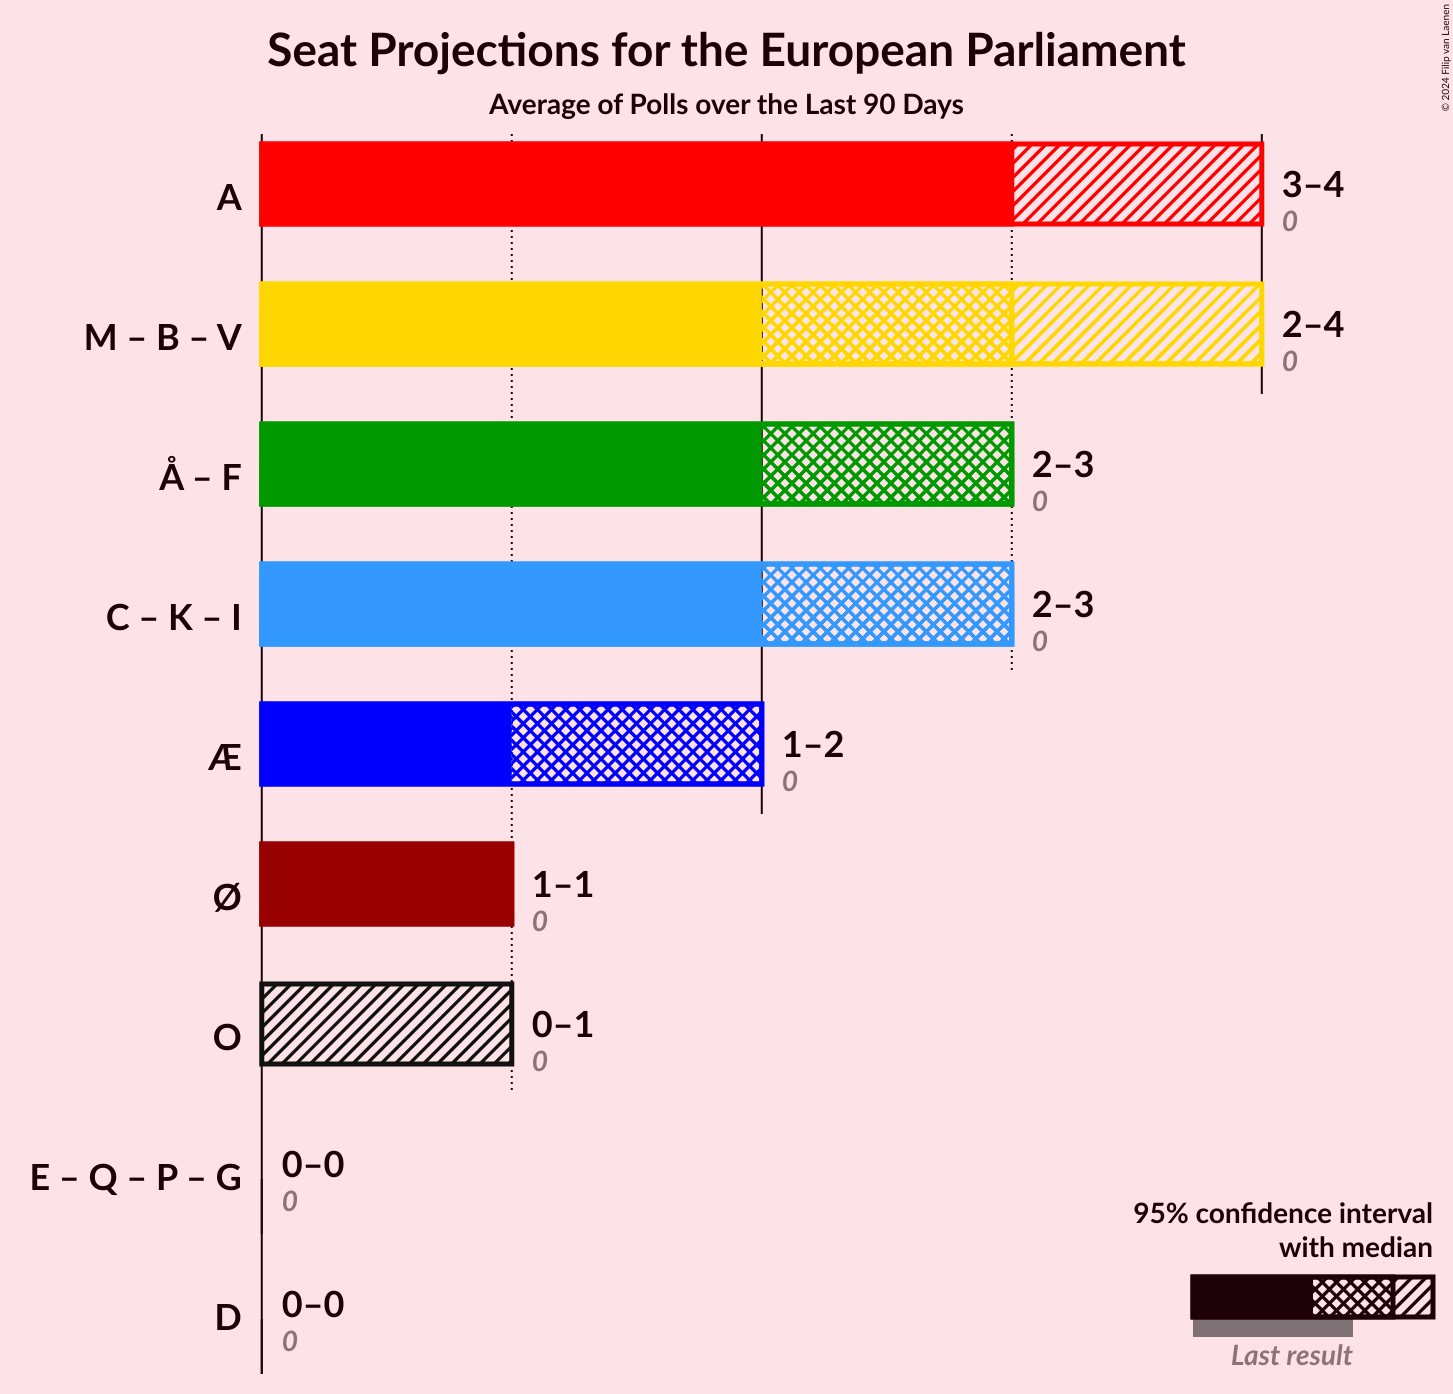 Seat Projections for the European Parliament
Average of Polls over the Last 90 Days
© 2024 Filip van Laenen
A
3–4
0
M – B – V
2–4
0
Å – F
2–3
0
C – K – I
2–3
0
Æ
1–2
0
Ø
1–1
0
O
0–1
0
E – Q – P – G
0–0
0
D
0–0
0
95% confidence interval
with median
Last result